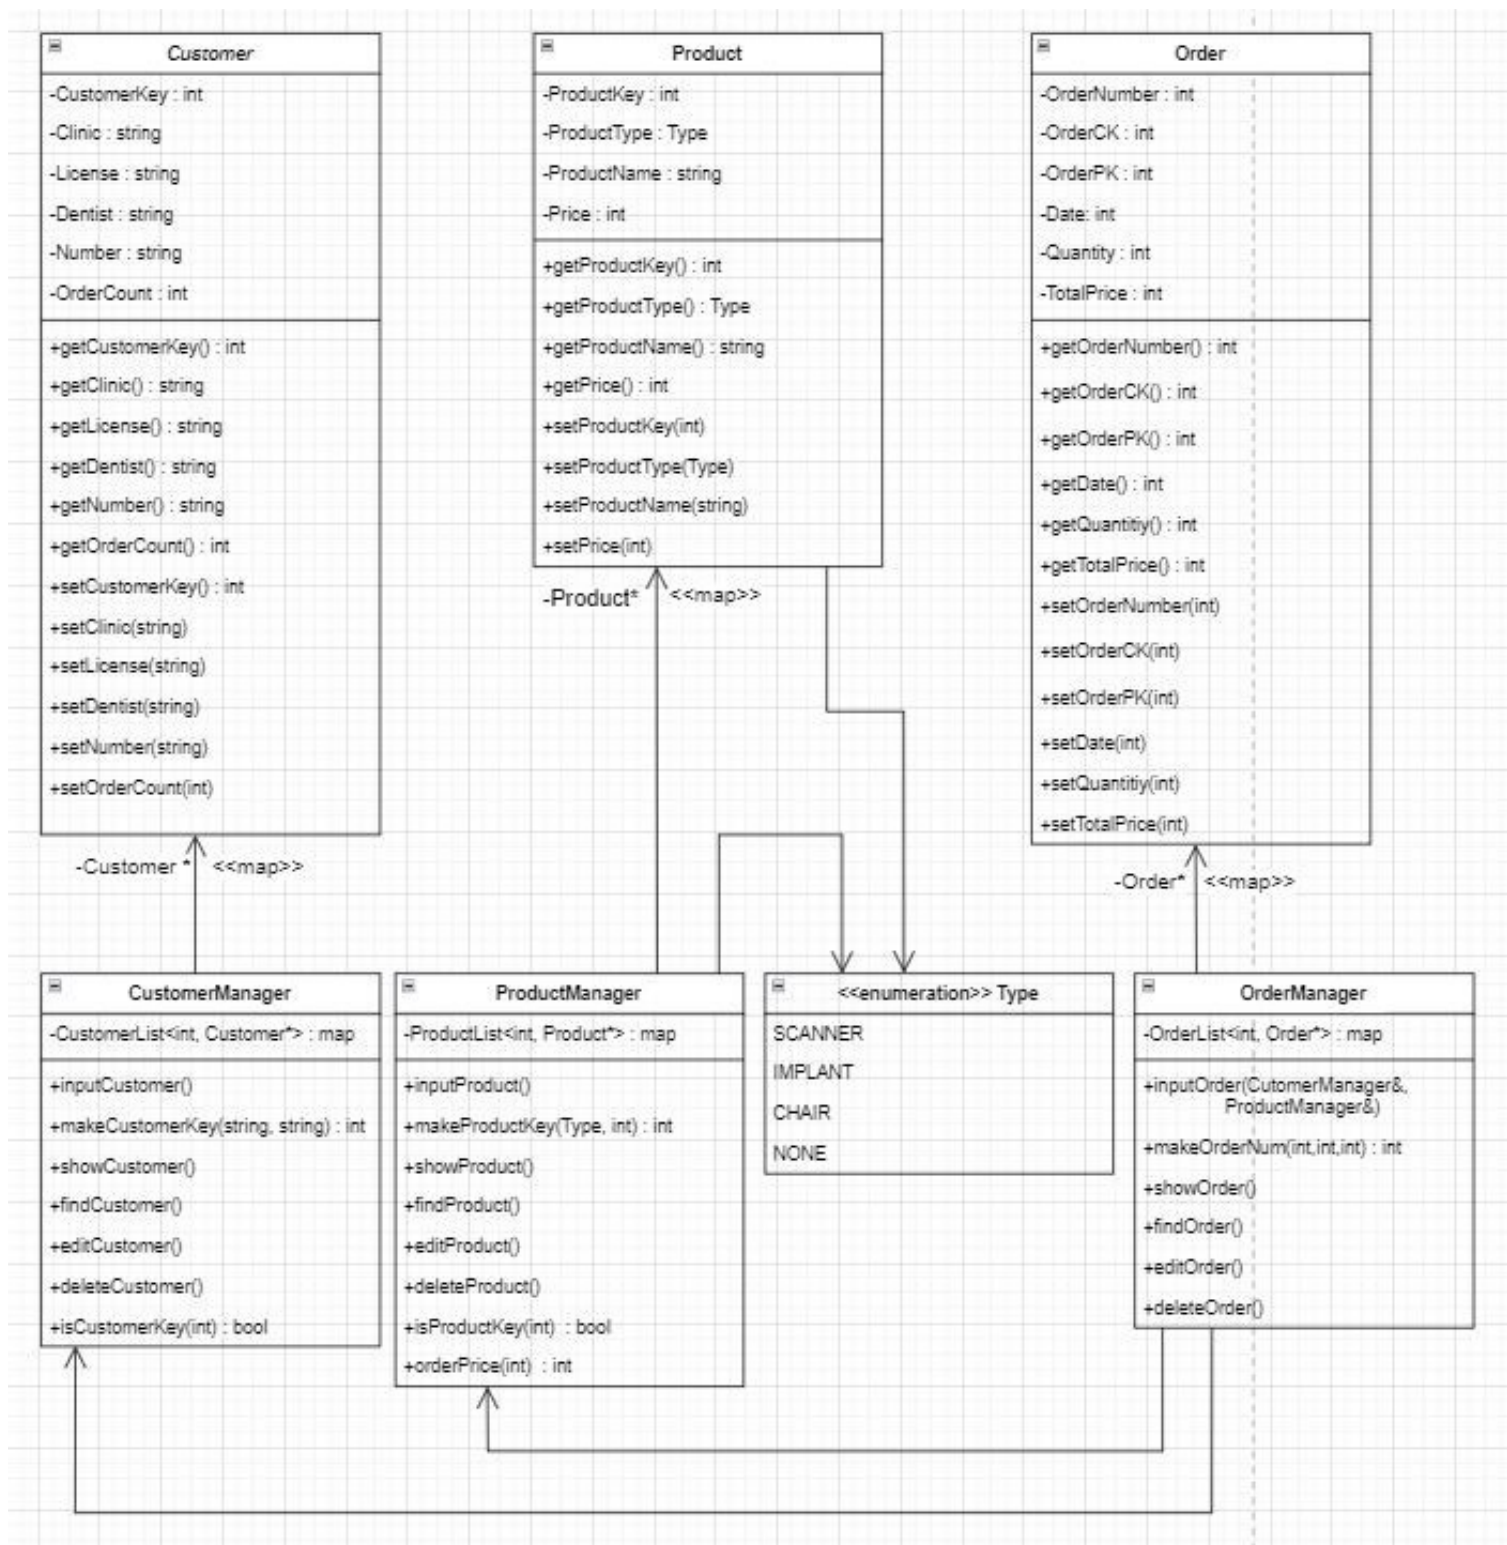 Customer
-CustomerKey : int
-Clinic : string
-License : string
-Dentist : string
-Number : string
-OrderCount : int
+getCustomerKey() : int
+getClinic() : string
+getLicense() : string
+getDentist() : string
+getNumber() : string
+getOrderCount() : int
+setCustomerKey() : int
+setClinic(string)
+setLicense(string)
+setDentist(string)
+setNumber(string)
+setOrderCount(int)
-Customer * <<map>>
Product
-ProductKey : int
-ProductType : Type
-ProductName : string
-Price : int
+getProductKey() : int
+getProductType() : Type
+getProductName() : string
+getPrice() : int
+setProductKey(int)
+setProductType(Type)
+setProductName(string)
+setPrice(int)
-Product* <<map>>
Order
-OrderNumber : int
-OrderCK : int
-OrderPK : int
-Date: int
-Quantity : int
-TotalPrice : int
+getOrderNumber() : int
+getOrderCK() : int
+getOrderPK() : int
+getDate() : int
+getQuantitiy() : int
+getTotalPrice() : int
+setOrderNumber(int)
+setOrderCK(int)
+setOrderPK(int)
+setDate(int)
+setQuantitiy(int)
+setTotalPrice(int)
-Order* <<map>>
CustomerManager
-CustomerList<int, Customer*> : map
+inputCustomer()
+makeCustomerKey(string, string) : int
+showCustomer()
+findCustomer()
+editCustomer()
+deleteCustomer()
+isCustomerKey(int) : bool
ProductManager
-ProductList<int, Product*> : map
+inputProduct()
+makeProductKey(Type, int) : int
+showProduct()
+findProduct()
+editProduct()
+deleteProduct()
+isProductKey(int) : bool
+orderPrice(int) : int
<<enumeration>> Type
SCANNER
IMPLANT
CHAIR
NONE
OrderManager
-OrderList<int, Order*> : map
+inputOrder(CutomerManager&,
ProductManager&)
+makeOrderNum(int,int,int) : int
+showOrder()
+findOrder()
+editOrder()
+deleteOrder()